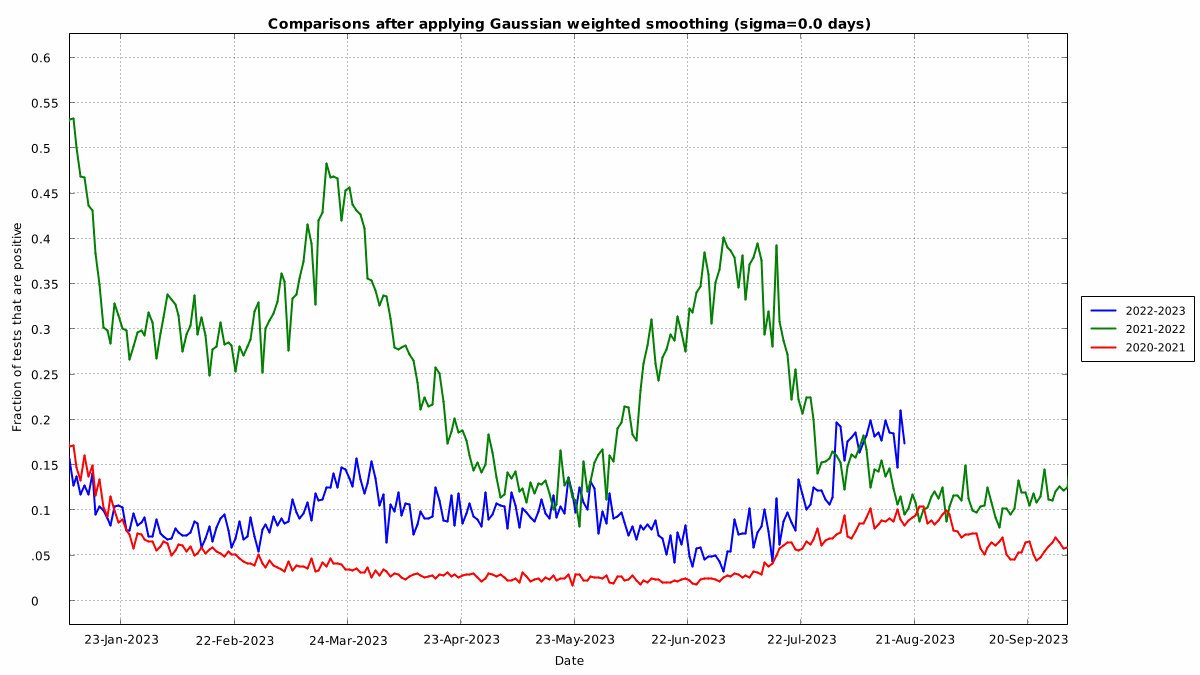 Comparisons after applying Gaussian weighted smoothing (sigma=0.0 days)
0.6
0.55
0.5
0.45
0.4
0.35
0.3
0.25
0.2
0.15
0.1
.05
0
Fraction of tests that are positive
23-Jan-2023
22-Feb-2023
24-Mar-2023
23-Apr-2023
23-May-2023
22-Jun-2023
22-Jul-2023
21-Aug-2023
20-Sep-2023
Date
2022-2023
2021-2022
2020-2021